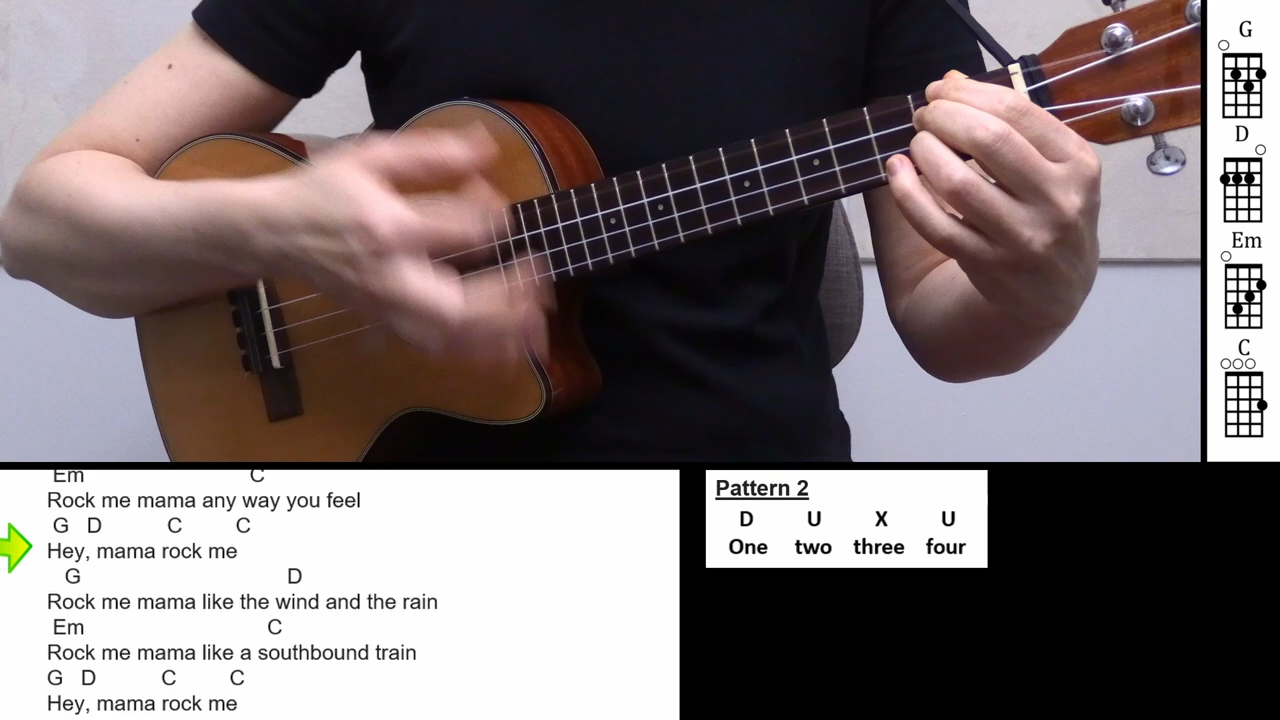 G
D
Em
C
Em C
Rock me mama any way you feel
G D C C
Hey, mama rock me
G D
Rock me mama like the wind and the rain
Em C
Rock me mama like a southbound train
G D C C
Hey, mama rock me
Pattern 2
D U X U
One two three four